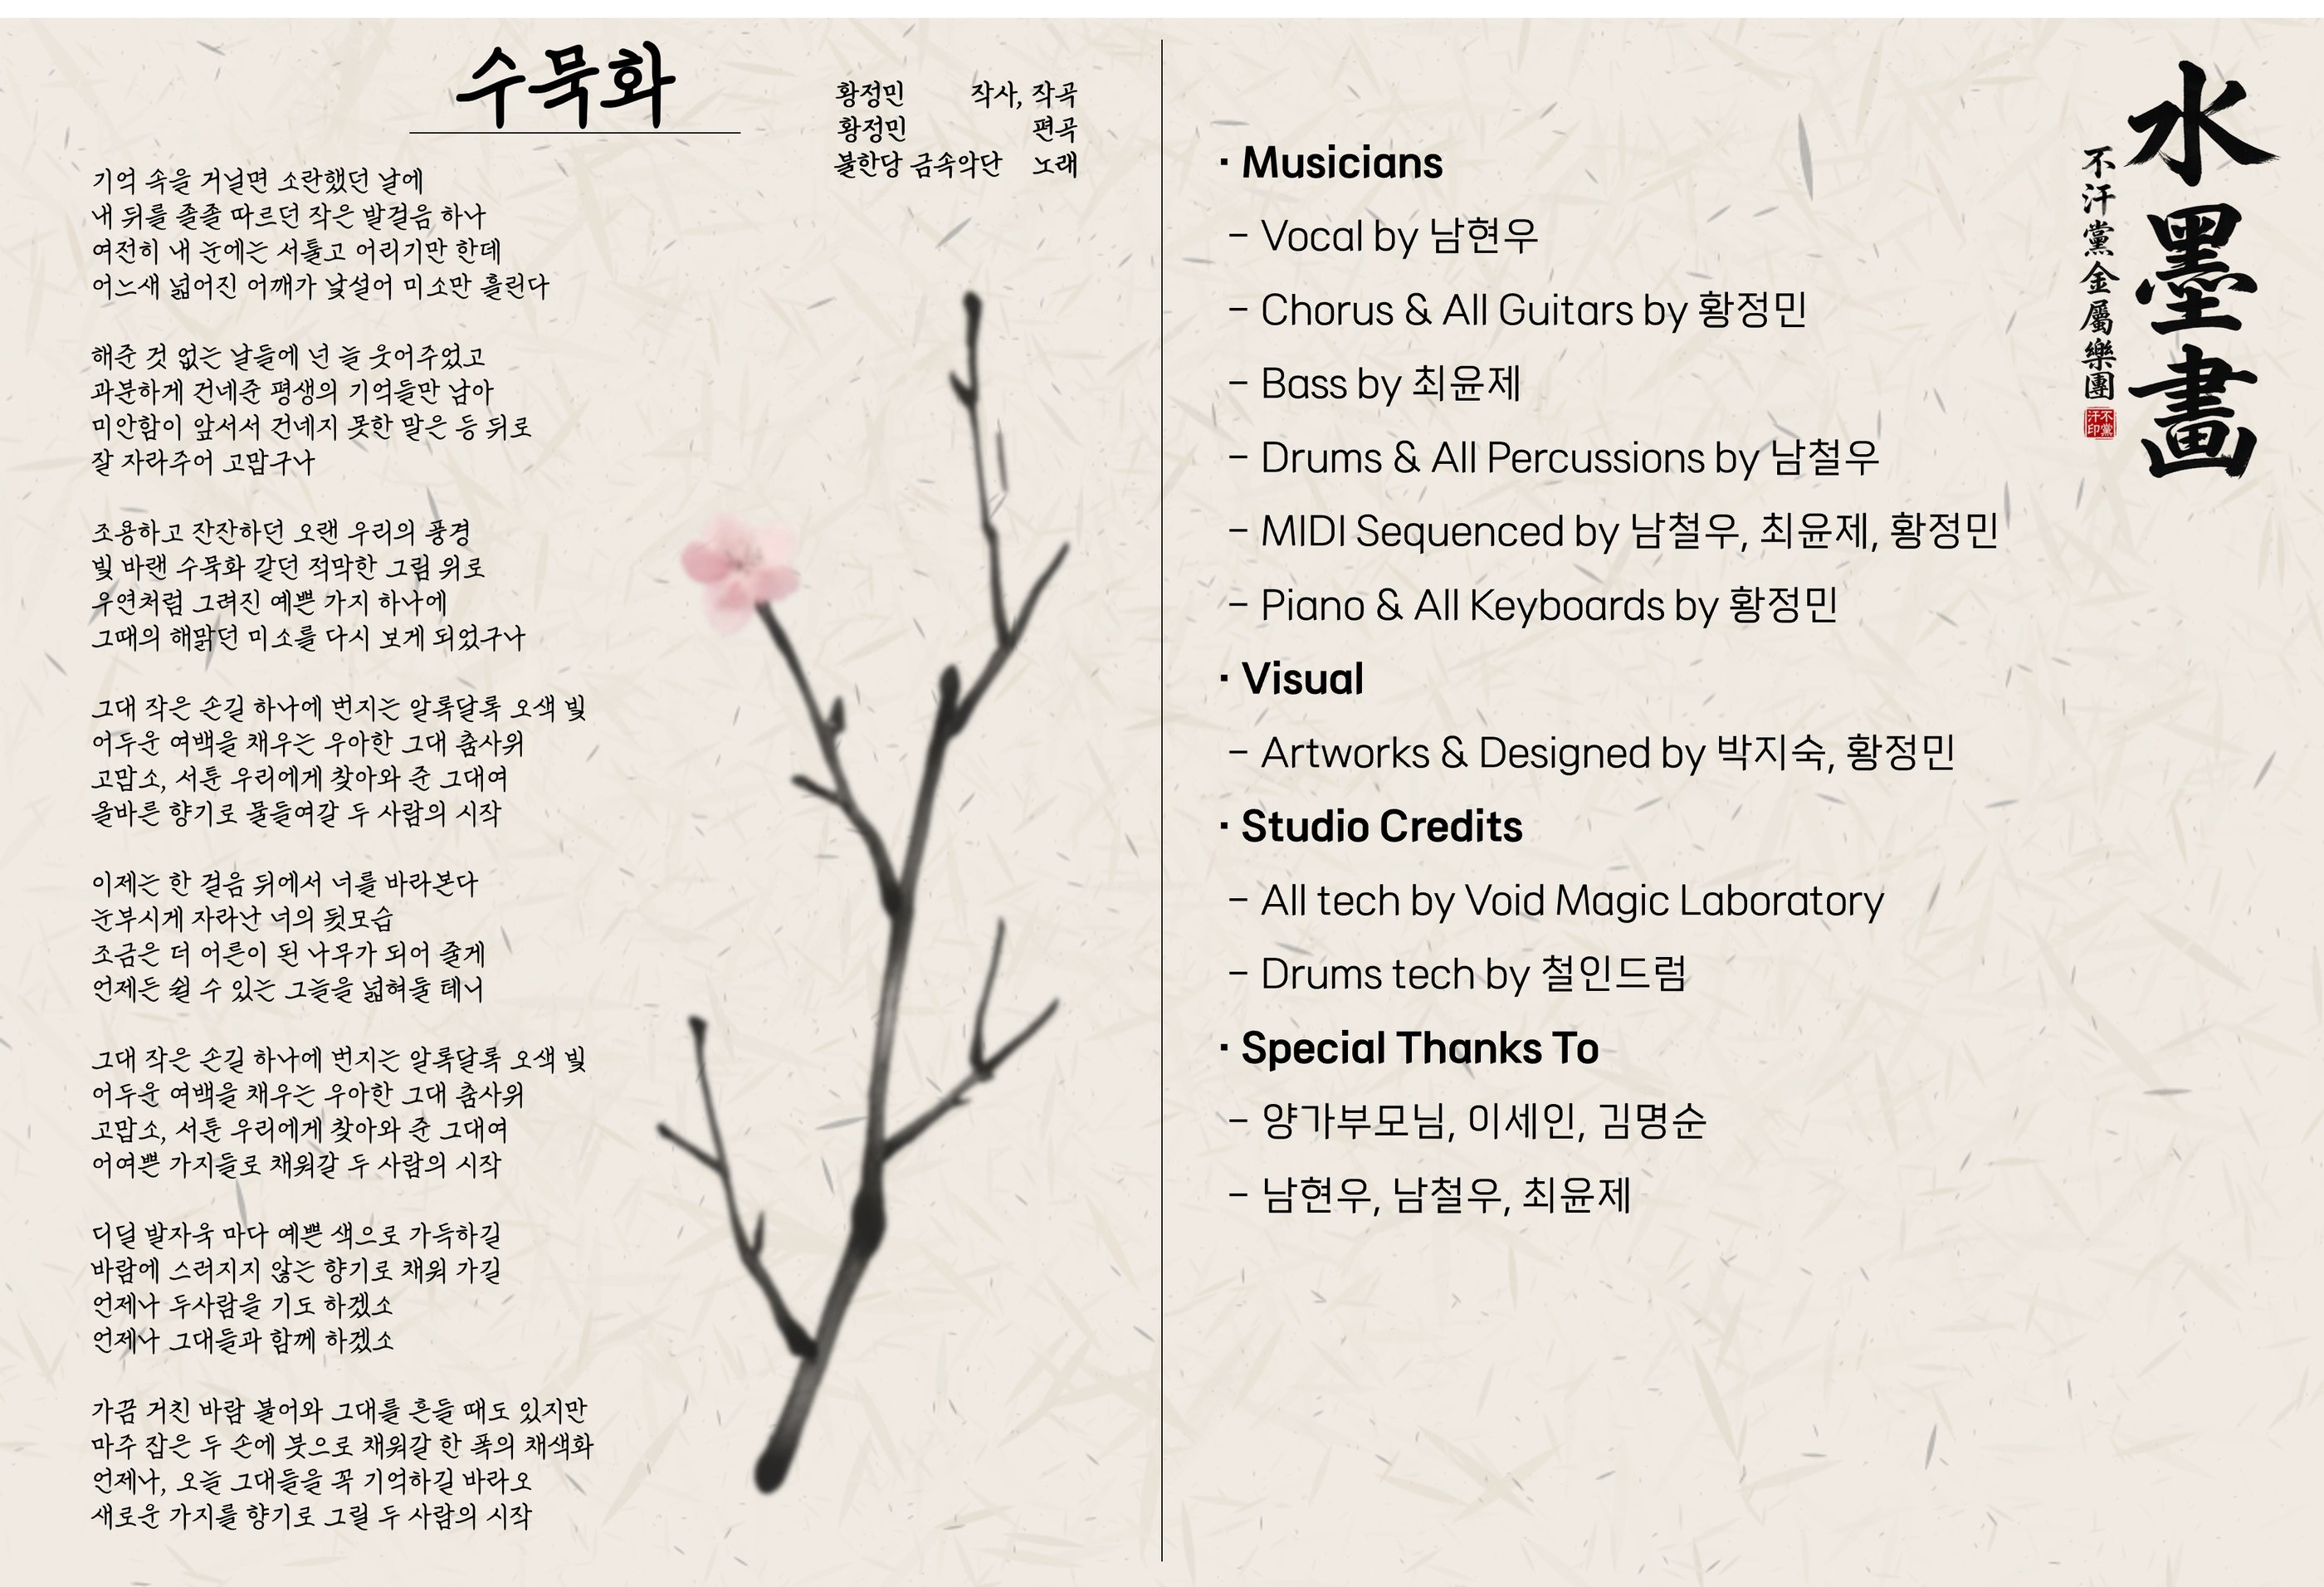 수묵화
황정민 작사, 작곡
황정민 편곡
불한당 금속악단 노래
기억 속을 거닐면 소란했던 날에
내 뒤를 졸졸 따르던 작은 발걸음 하나
여전히 내 눈에는 서툴고 어리기만 한데
어느새 넓어진 어깨가 낯설어 미소만 흘린다
해준 것 없는 날들에 넌 늘 웃어주었고
과분하게 건네준 평생의 기억들만 남아
미안함이 앞서서 건네지 못한 말은 등 뒤로
잘 자라주어 고맙구나
조용하고 잔잔하던 오랜 우리의 풍경
빛 바랜 수묵화 같던 적막한 그림 위로
우연처럼 그려진 예쁜 가지 하나에
그때의 해맑던 미소를 다시 보게 되었구나
그대 작은 손길 하나에 번지는 알록달록 오색 빛
어두운 여백을 채우는 우아한 그대 춤사위
고맙소, 서툰 우리에게 찾아와 준 그대여
올바른 향기로 물들여갈 두 사람의 시작
이제는 한 걸음 뒤에서 너를 바라본다
눈부시게 자라난 너의 뒷모습
조금은 더 어른이 된 나무가 되어 줄게
언제든 쉴 수 있는 그늘을 넓혀둘 테니
그대 작은 손길 하나에 번지는 알록달록 오색 빛
어두운 여백을 채우는 우아한 그대 춤사위
고맙소, 서툰 우리에게 찾아와 준 그대여
어여쁜 가지들로 채워갈 두 사람의 시작
디딜 발자욱 마다 예쁜 색으로 가득하길
바람에 스러지지 않는 향기로 채워 가길
언제나 두사람을 기도 하겠소
언제나 그대들과 함께 하겠소
가끔 거친 바람 불어와 그대를 흔들 때도 있지만
마주 잡은 두 손에 붓으로 채워갈 한 폭의 채색화
언제나, 오늘 그대들을 꼭 기억하길 바라오
새로운 가지를 향기로 그릴 두 사람의 시작
· Musicians
– Vocal by 남현우
– Chorus & All Guitars by 황정민
– Bass by 최윤제
– Drums & All Percussions by 남철우
– MIDI Sequenced by 남철우, 최윤제, 황정민
– Piano & All Keyboards by 황정민
· Visual
– Artworks & Designed by 박지숙, 황정민
· Studio Credits
– All tech by Void Magic Laboratory
– Drums tech by 철인드럼
· Special Thanks To
– 양가부모님, 이세인, 김명순
– 남현우, 남철우, 최윤제
水墨畫
不汗黨金屬樂團
不黨
汗印